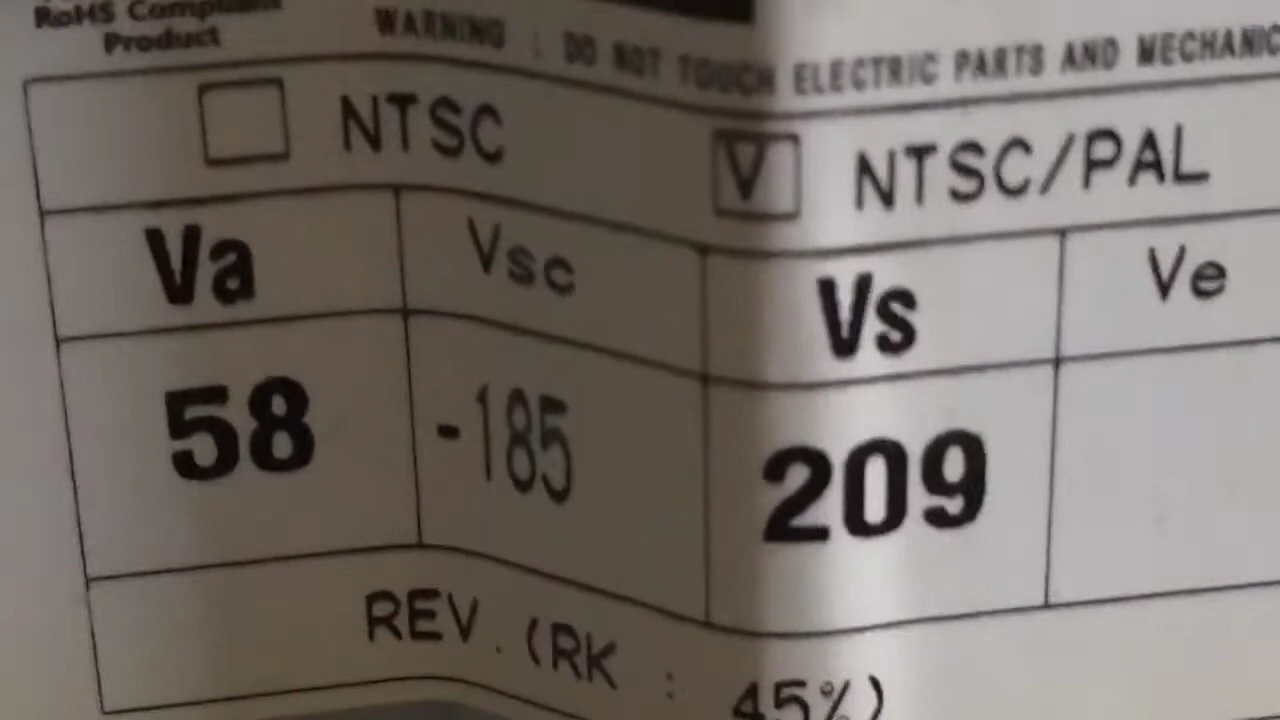 RoHS Compliant
Product
WARNING : DO NOT TOUCH ELECTRIC PARTS AND MECHANIC
NTSC V NTSC/PAL
Va Vsc Vs Ve
58 -185 209
REV.(RK : 45%)